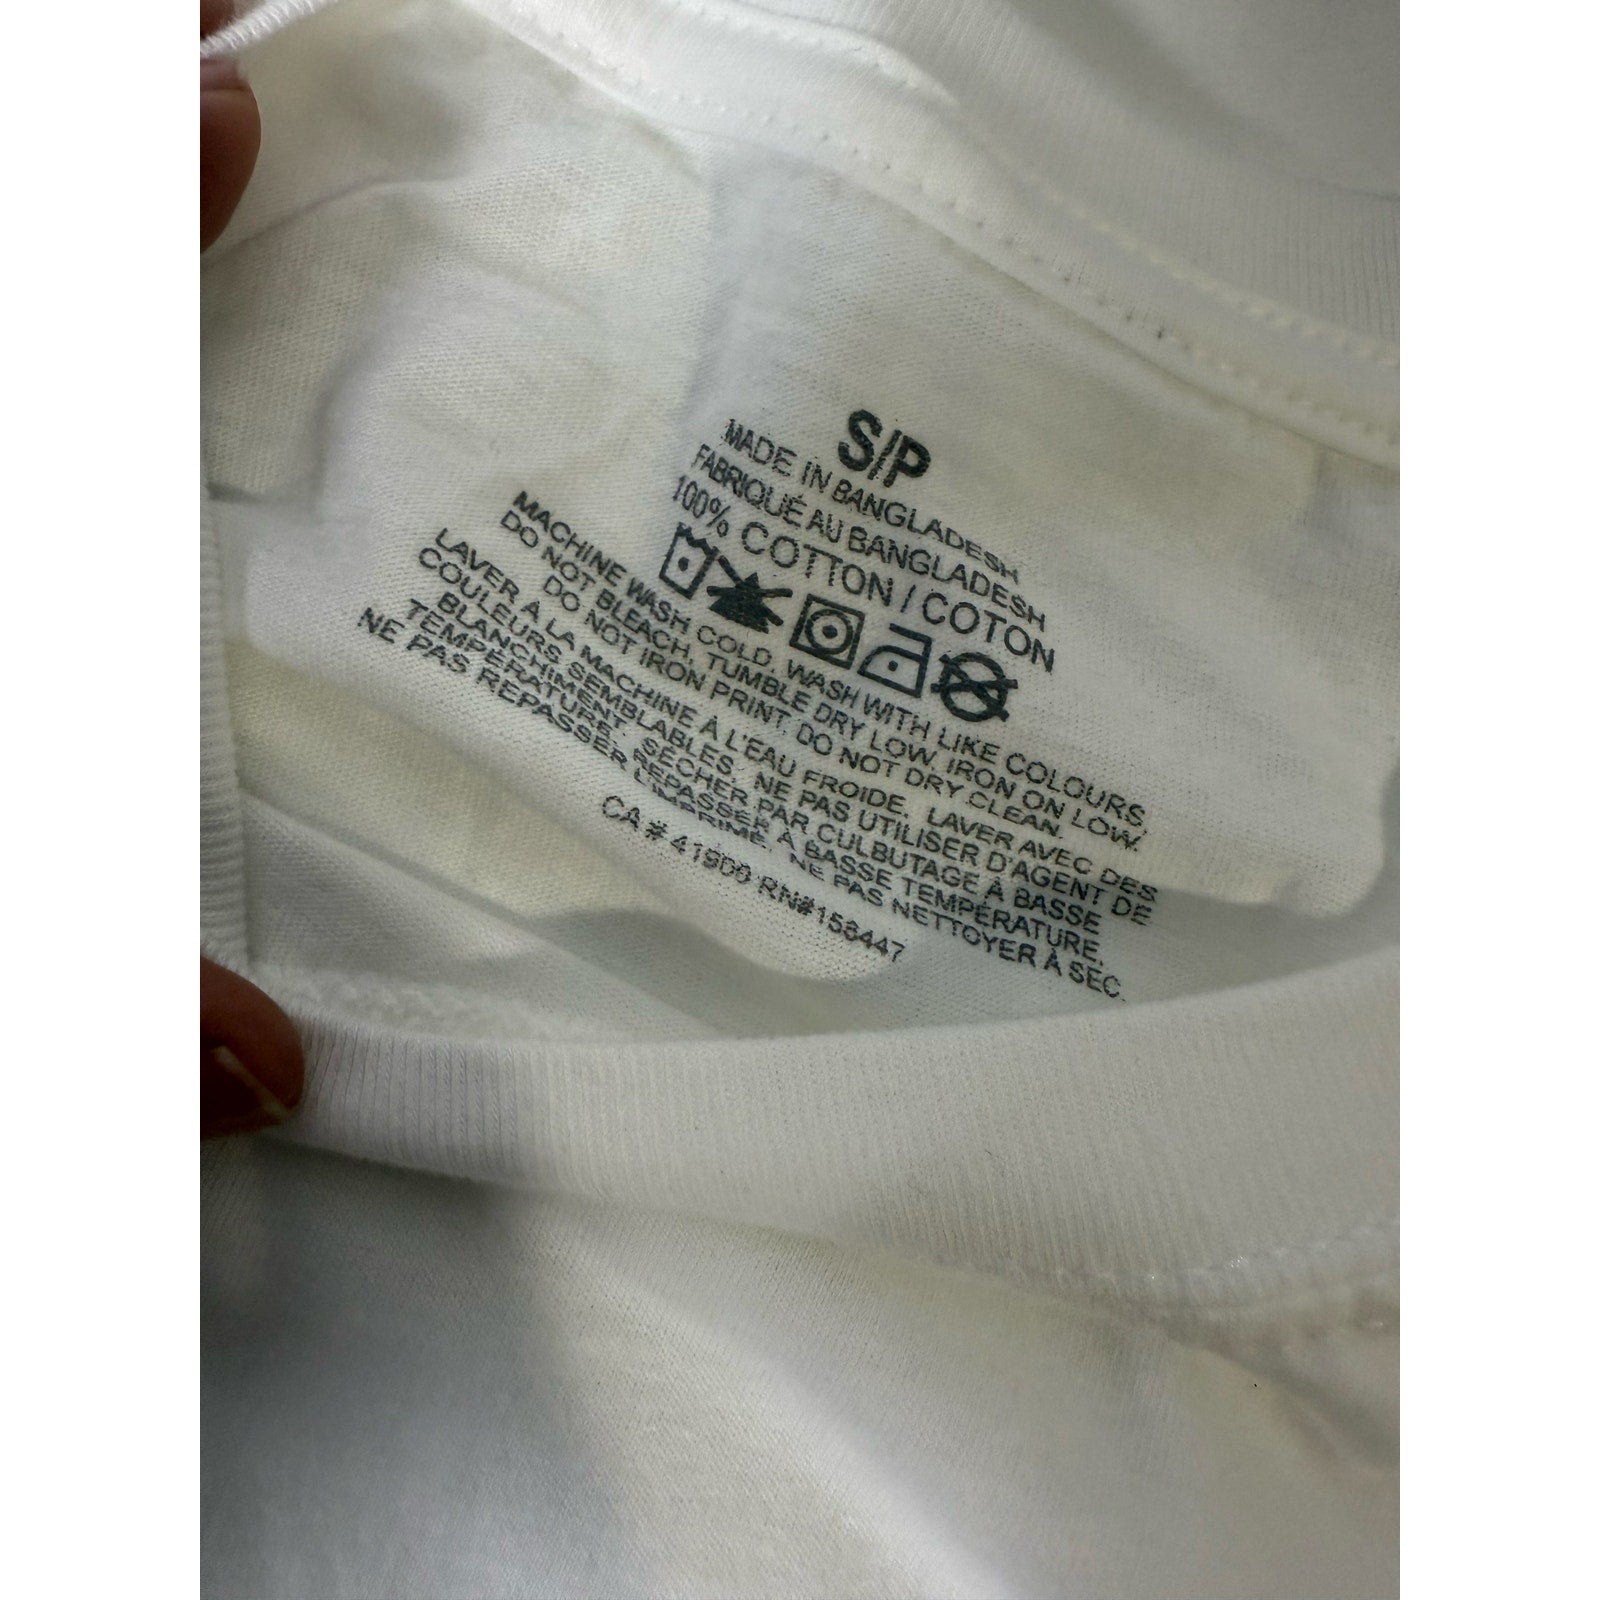 S/P
MADE IN BANGLADESH
FABRIQUÉ AU BANGLADESH
100% COTTON / COTON
MACHINE WASH COLD. WASH WITH LIKE COLOURS.
DO NOT BLEACH. TUMBLE DRY LOW. IRON ON LOW.
DO NOT IRON PRINT. DO NOT DRY CLEAN.
LAVER À LA MACHINE À L'EAU FROIDE. LAVER AVEC DES
COULEURS SEMBLABLES. NE PAS UTILISER D'AGENT DE
BLANCHIMENT. SÉCHER PAR CULBUTAGE À BASSE
TEMPÉRATURE. REPASSER À BASSE TEMPÉRATURE.
NE PAS REPASSER L'IMPRIMÉ. NE PAS NETTOYER À SEC.
CA # 41900 RN#158447